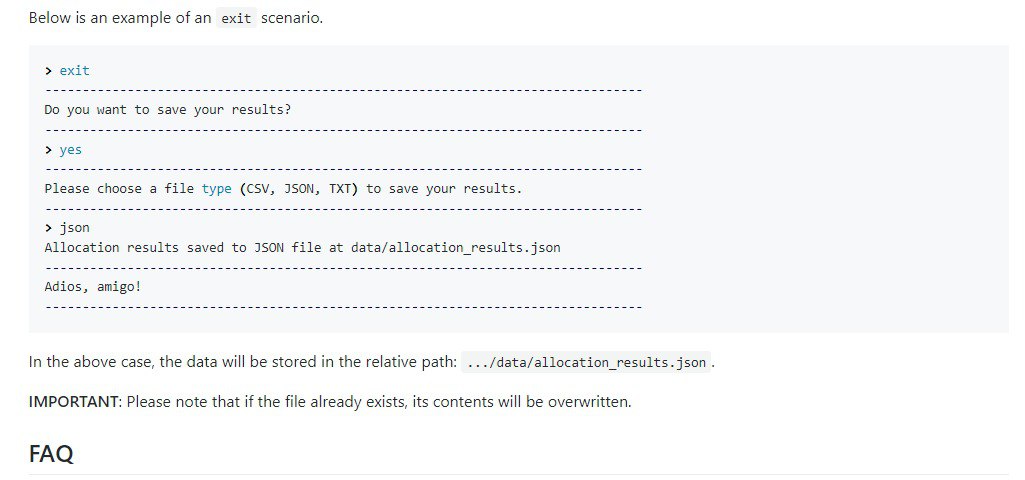 Below is an example of an exit scenario.
> exit
--------------------------------------------------------------------------------
Do you want to save your results?
--------------------------------------------------------------------------------
> yes
--------------------------------------------------------------------------------
Please choose a file type (CSV, JSON, TXT) to save your results.
--------------------------------------------------------------------------------
> json
Allocation results saved to JSON file at data/allocation_results.json
--------------------------------------------------------------------------------
Adios, amigo!
--------------------------------------------------------------------------------
In the above case, the data will be stored in the relative path: .../data/allocation_results.json.
IMPORTANT: Please note that if the file already exists, its contents will be overwritten.
FAQ